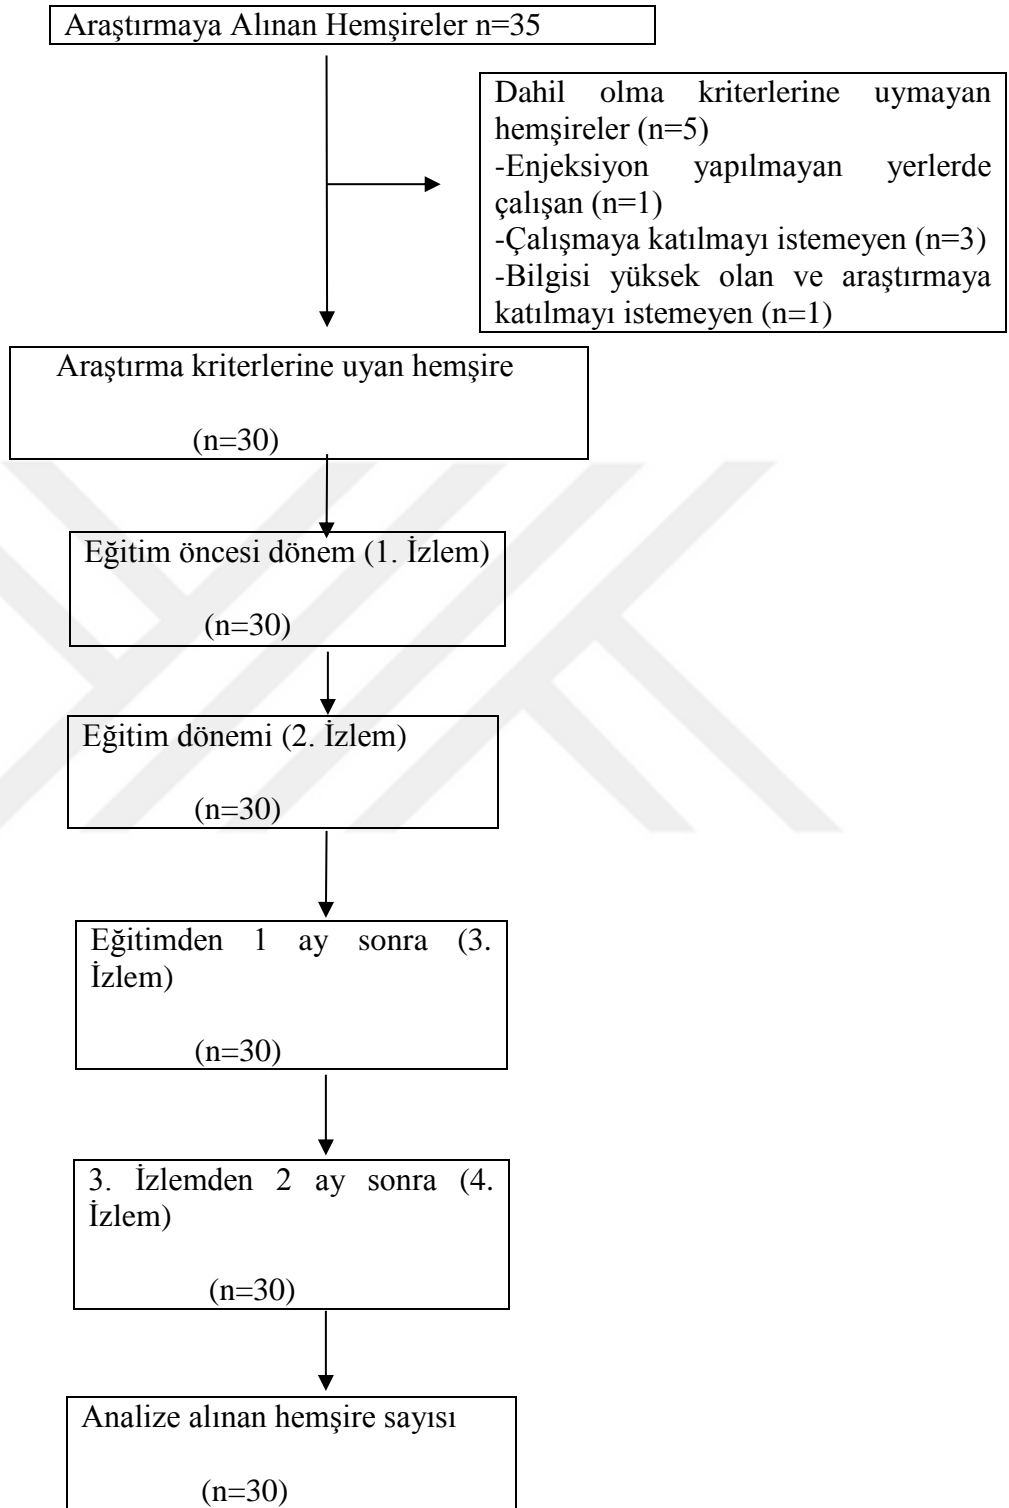 Araştırmaya Alınan Hemşireler n=35
Dahil olma kriterlerine uymayan
hemşireler (n=5)
-Enjeksiyon yapılmayan yerlerde
çalışan (n=1)
-Çalışmaya katılmayı istemeyen (n=3)
-Bilgisi yüksek olan ve araştırmaya
katılmayı istemeyen (n=1)
Araştırma kriterlerine uyan hemşire
(n=30)
Eğitim öncesi dönem (1. İzlem)
(n=30)
Eğitim dönemi (2. İzlem)
(n=30)
Eğitimden 1 ay sonra (3.
İzlem)
(n=30)
3. İzlemden 2 ay sonra (4.
İzlem)
(n=30)
Analize alınan hemşire sayısı
(n=30)